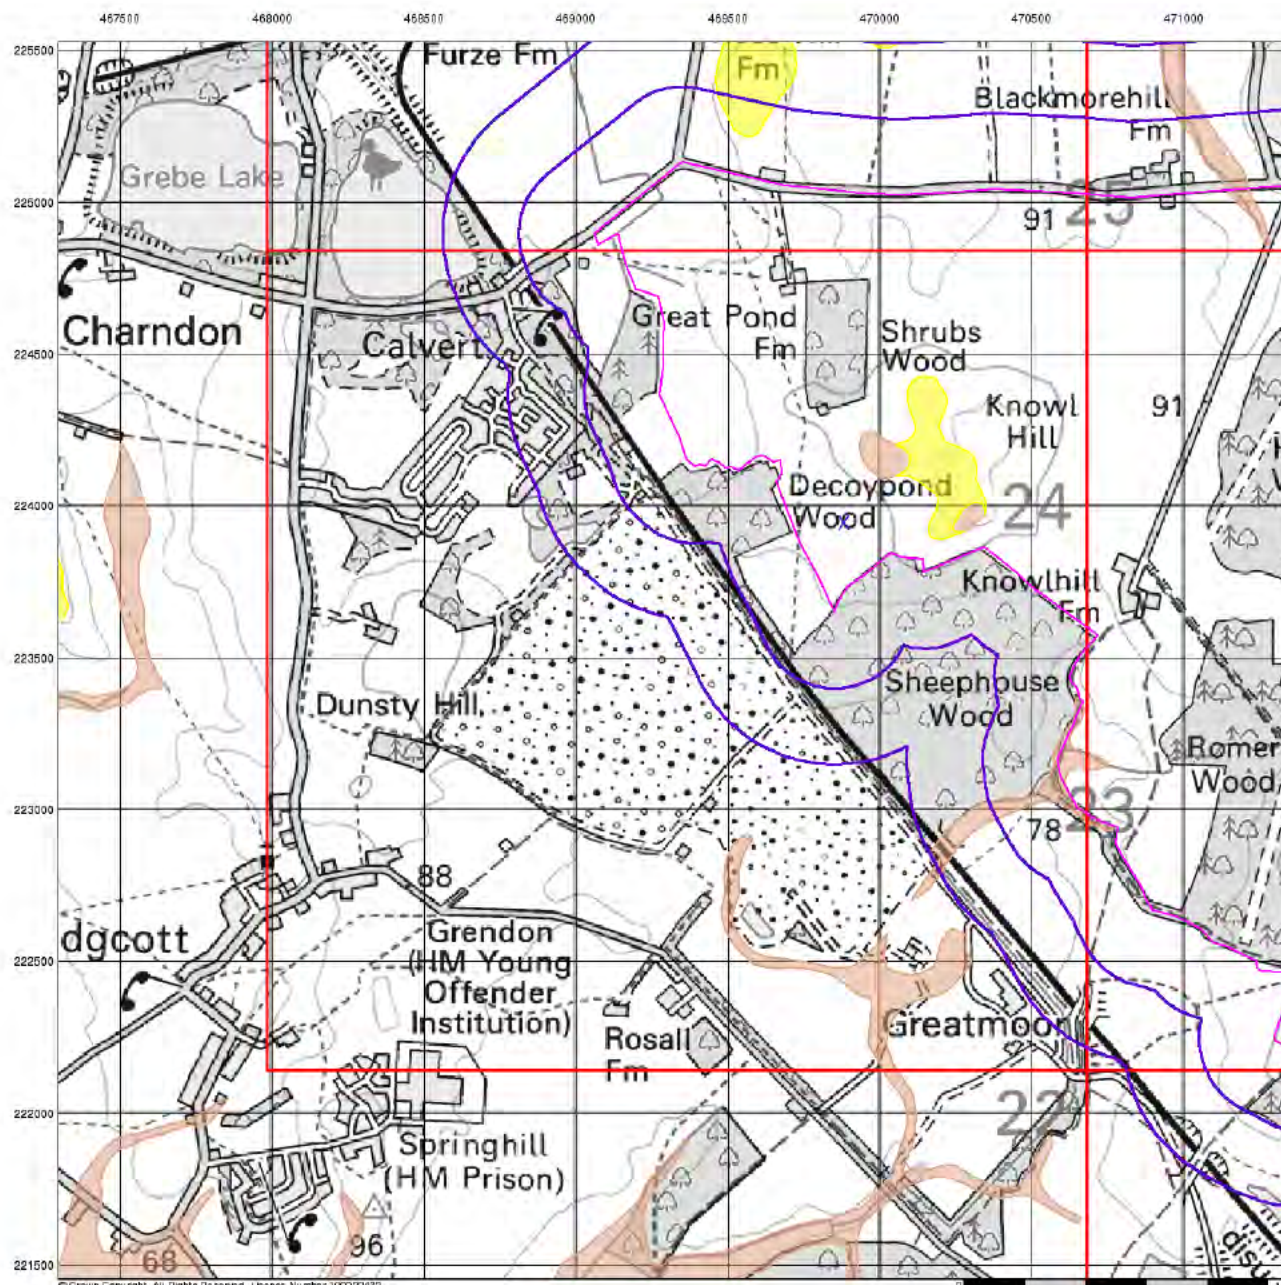 467500 468000 468500 469000 469500 470000 470500 471000
225500
Furze Fm
Fm
Blackmorehill
Fm
Grebe Lake
225000
91
25
Charndon
Calvert
Great Pond
Fm
Shrubs
Wood
224500
Knowl
Hill
91
Decoypond
Wood
24
224000
Knowlhill
Fm
223500
Sheephouse
Wood
Dunsty Hill
Romer
Wood
223000
78
23
88
dgcott
Grendon
(HM Young
Offender
Institution)
222500
Greatmoor
Rosall
Fm
222000
22
Springhill
(HM Prison)
68
96
221500
disu